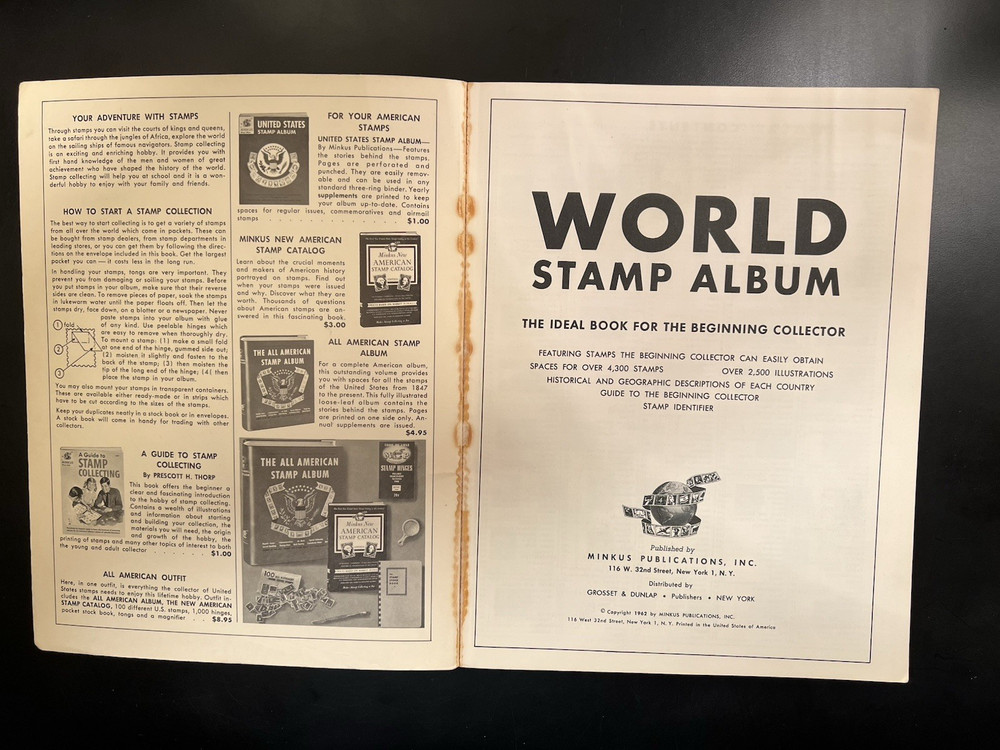 YOUR ADVENTURE WITH STAMPS
Through stamps you can visit the courts of kings and queens,
take a safari through the jungles of Africa, explore the world
on the sailing ships of famous navigators. Stamp collecting
is an exciting and enriching hobby. It provides you with
first hand knowledge of the men and women of great
achievement who have shaped the history of the world.
Stamp collecting will help you at school and it is a won-
derful hobby to enjoy with your family and friends.
HOW TO START A STAMP COLLECTION
The best way to start collecting is to get a variety of stamps
from all over the world which come in packets. These can
be bought from stamp dealers, from stamp departments in
leading stores, or you can get them by following the direc-
tions on the envelope included in this book. Get the largest
packet you can — it costs less in the long run.
In handling your stamps, tongs are very important. They
prevent you from damaging or soiling your stamps. Before
you put stamps in your album, make sure that their reverse
sides are clean. To remove pieces of paper, soak the stamps
in lukewarm water until the paper floats off. Then let the
stamps dry, face down, on a blotter or a newspaper. Never
paste stamps into your album with glue
of any kind. Use peelable hinges which
are easy to remove when thoroughly dry.
To mount a stamp: (1) make a small fold
at one end of the hinge, gummed side out;
(2) moisten it slightly and fasten to the
back of the stamp; (3) then moisten the
tip of the long end of the hinge; (4) then
place the stamp in your album.
1 fold
2
3
You may also mount your stamps in transparent containers.
These are available either ready-made or in strips which
have to be cut according to the sizes of the stamps.
Keep your duplicates neatly in a stock book or in envelopes.
A stock book will come in handy for trading with other
collectors.
A Guide to
STAMP
COLLECTING
A GUIDE TO STAMP
COLLECTING
By PRESCOTT H. THORP
This book offers the beginner a
clear and fascinating introduction
to the hobby of stamp collecting.
Contains a wealth of illustrations
and information about starting
and building your collection, the
materials you will need, the origin
and growth of the hobby, the
printing of stamps and many other topics of interest to both
the young and adult collector . . . . . . . . $1.00
ALL AMERICAN OUTFIT
Here, in one outfit, is everything the collector of United
States stamps needs to enjoy this lifetime hobby. Outfit in-
cludes the ALL AMERICAN ALBUM, THE NEW AMERICAN
STAMP CATALOG, 100 different U.S. stamps, 1,000 hinges,
pocket stock book, tongs and a magnifier . . . $8.95
UNITED STATES
STAMP ALBUM
FOR YOUR AMERICAN
STAMPS
UNITED STATES STAMP ALBUM—
By Minkus Publications—Features
the stories behind the stamps.
Pages are perforated and
punched. They are easily remov-
able and can be used in any
standard three-ring binder. Yearly
supplements are printed to keep
your album up-to-date. Contains
spaces for regular issues, commemoratives and airmail
stamps . . . . . . . . . . . . . . . $1.00
MINKUS NEW AMERICAN
STAMP CATALOG
Learn about the crucial moments
and makers of American history
portrayed on stamps. Find out
when your stamps were issued
and why. Discover what they are
worth. Thousands of questions
about American stamps are an-
swered in this fascinating book.
$3.00
Minkus New
AMERICAN
STAMP CATALOG
THE ALL AMERICAN
STAMP ALBUM
ALL AMERICAN STAMP
ALBUM
For a complete American album,
this outstanding volume provides
you with spaces for all the stamps
of the United States from 1847
to the present. This fully illustrated
loose-leaf album contains the
stories behind the stamps. Pages
are printed on one side only. An-
nual supplements are issued.
$4.95
THE ALL AMERICAN
STAMP ALBUM
STAMP HINGES
Minkus New
AMERICAN
STAMP CATALOG
100
WORLD
STAMP ALBUM
THE IDEAL BOOK FOR THE BEGINNING COLLECTOR
FEATURING STAMPS THE BEGINNING COLLECTOR CAN EASILY OBTAIN
SPACES FOR OVER 4,300 STAMPS OVER 2,500 ILLUSTRATIONS
HISTORICAL AND GEOGRAPHIC DESCRIPTIONS OF EACH COUNTRY
GUIDE TO THE BEGINNING COLLECTOR
STAMP IDENTIFIER
Published by
MINKUS PUBLICATIONS, INC.
116 W. 32nd Street, New York 1, N.Y.
Distributed by
GROSSET & DUNLAP • Publishers • NEW YORK
© Copyright 1962 by MINKUS PUBLICATIONS, INC.
116 West 32nd Street, New York 1, N.Y. Printed in the United States of America